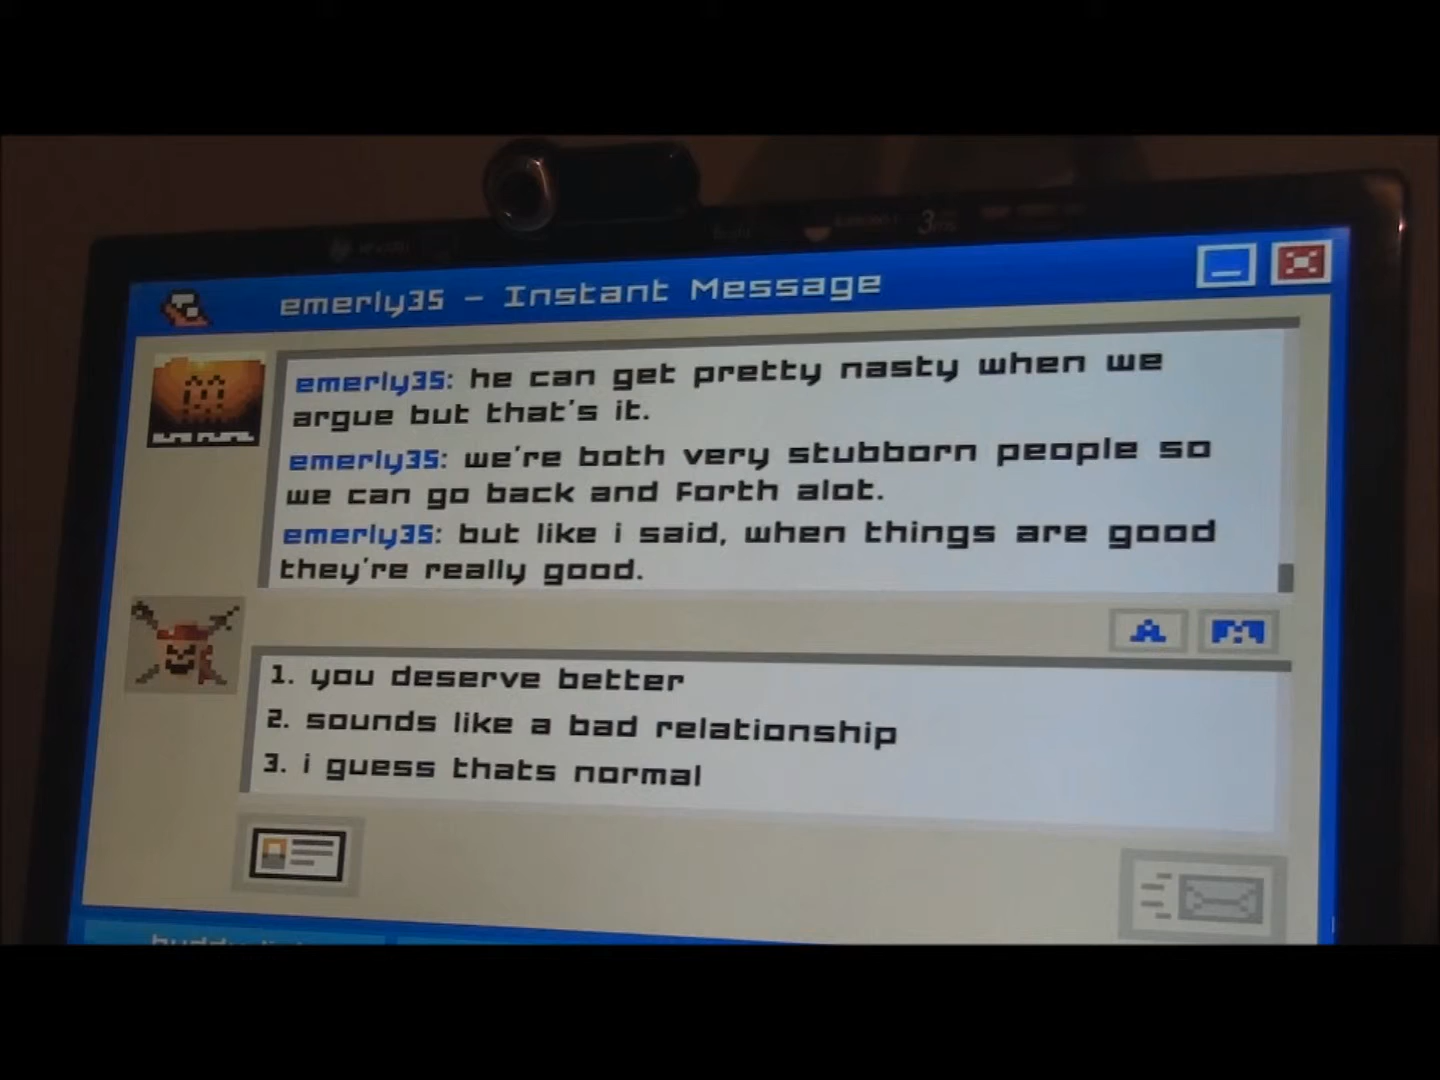 3ms
emerly35 - Instant Message
emerly35: he can get pretty nasty when we
argue but that's it.
emerly35: we're both very stubborn people so
we can go back and forth alot.
emerly35: but like i said, when things are good
they're really good.
A
1. you deserve better
2. sounds like a bad relationship
3. i guess thats normal